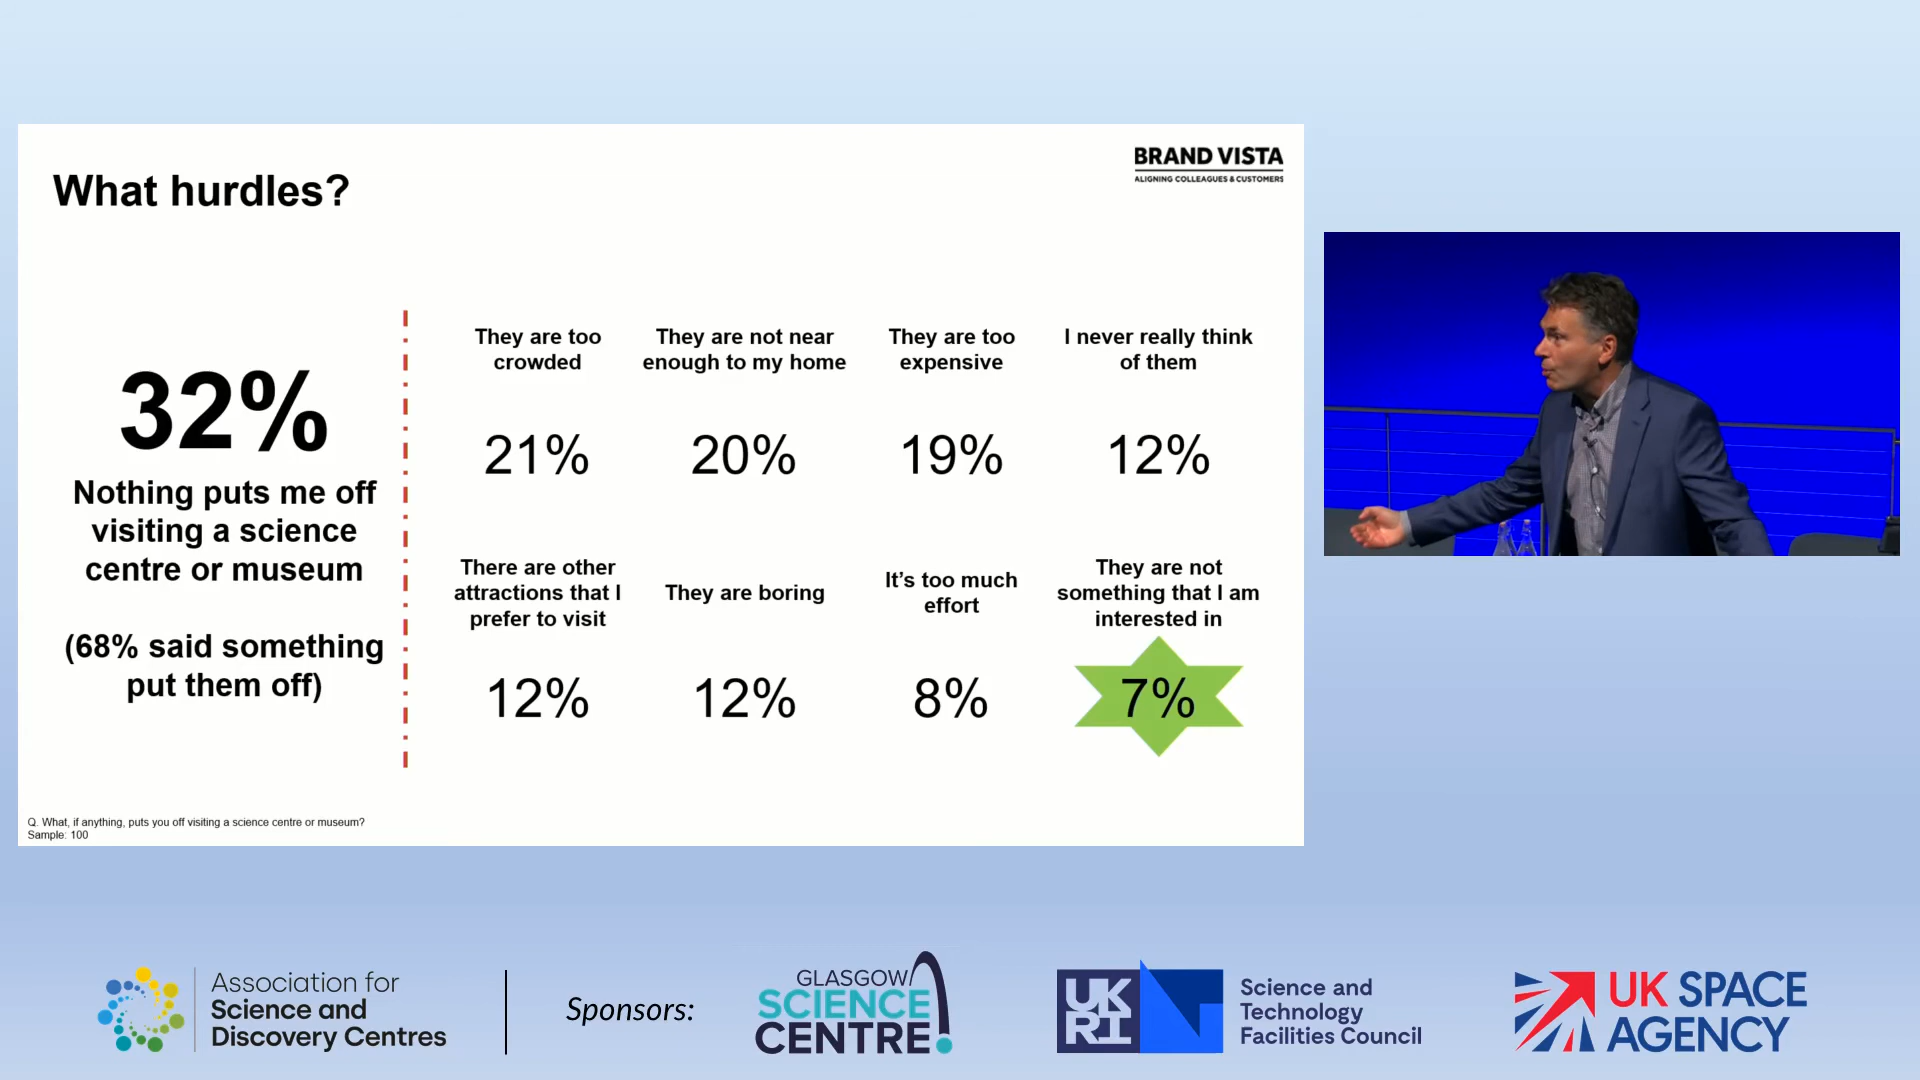 What hurdles?
BRAND VISTA
ALIGNING COLLEAGUES & CUSTOMERS
32%
Nothing puts me off
visiting a science
centre or museum
(68% said something
put them off)
They are too
crowded
21%
They are not near
enough to my home
20%
They are too
expensive
19%
I never really think
of them
12%
There are other
attractions that I
prefer to visit
12%
They are boring
12%
It's too much
effort
8%
They are not
something that I am
interested in
7%
Q. What, if anything, puts you off visiting a science centre or museum?
Sample: 100
Association for
Science and
Discovery Centres
Sponsors:
GLASGOW
SCIENCE
CENTRE
UK
RI
Science and
Technology
Facilities Council
UK SPACE
AGENCY